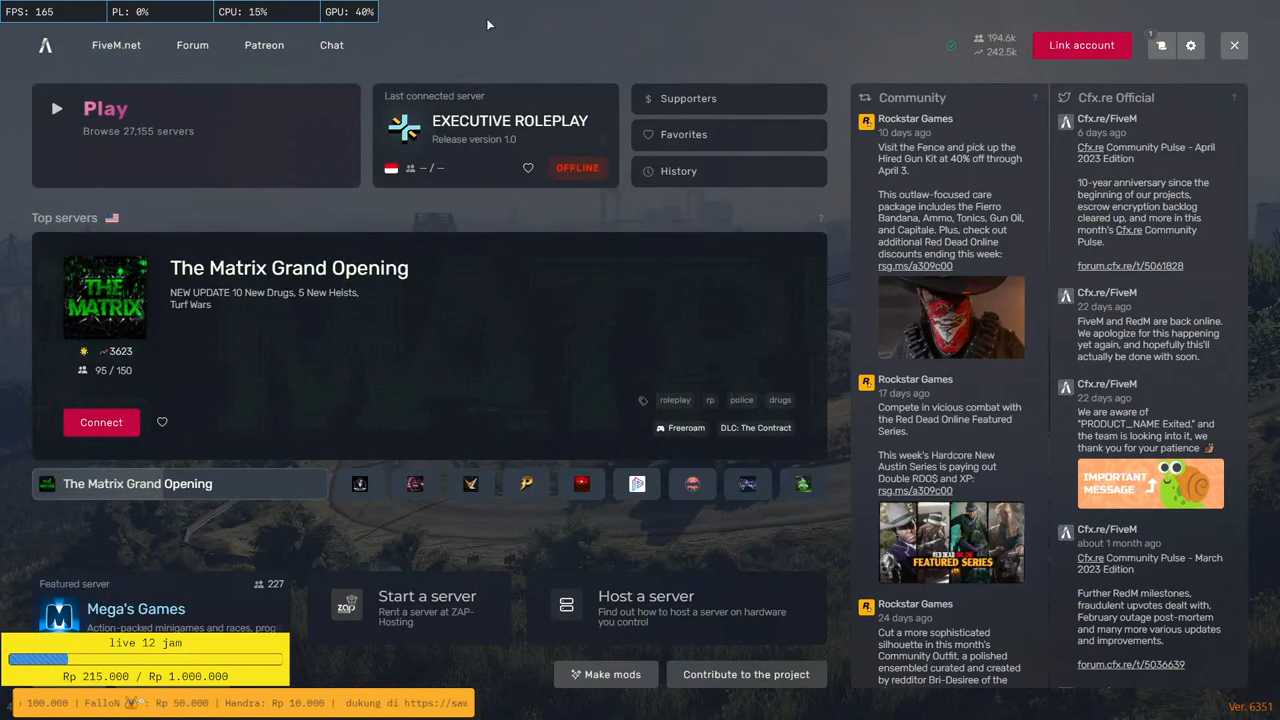 FPS: 165
PL: 0%
CPU: 15%
GPU: 40%
FiveM.net
Forum
Patreon
Chat
194.6k
242.5k
Link account
1
Play
Browse 27,155 servers
Last connected server
EXECUTIVE ROLEPLAY
Release version 1.0
– / –
OFFLINE
$ Supporters
Favorites
History
Top servers
?
THE
MATRIX
The Matrix Grand Opening
NEW UPDATE 10 New Drugs, 5 New Heists,
Turf Wars
3623
95 / 150
roleplay
rp
police
drugs
Freeroam
DLC: The Contract
Connect
The Matrix Grand Opening
Featured server
227
Mega's Games
Action-packed minigames and races, prog
ZAP
Start a server
Rent a server at ZAP-
Hosting
Host a server
Find out how to host a server on hardware
you control
Make mods
Contribute to the project
live 12 jam
Rp 215.000 / Rp 1.000.000
100.000 | FalloN : Rp 50.000 | Handra: Rp 10.000 | dukung di https://saw
Community
?
Rockstar Games
10 days ago
Visit the Fence and pick up the
Hired Gun Kit at 40% off through
April 3.
This outlaw-focused care
package includes the Fierro
Bandana, Ammo, Tonics, Gun Oil,
and Capitale. Plus, check out
additional Red Dead Online
discounts ending this week:
rsg.ms/a309c00
Rockstar Games
17 days ago
Compete in vicious combat with
the Red Dead Online Featured
Series.
This week's Hardcore New
Austin Series is paying out
Double RDO$ and XP:
rsg.ms/a309c00
RED DEAD ONLINE
FEATURED SERIES
Rockstar Games
24 days ago
Cut a more sophisticated
silhouette in this month's
Community Outfit, a polished
ensembled curated and created
by redditor Bri-Desiree of the
Cfx.re Official
?
Cfx.re/FiveM
6 days ago
Cfx.re Community Pulse - April
2023 Edition
10-year anniversary since the
beginning of our projects,
escrow encryption backlog
cleared up, and more in this
month's Cfx.re Community
Pulse.
forum.cfx.re/t/5061828
Cfx.re/FiveM
22 days ago
FiveM and RedM are back online.
We apologize for this happening
yet again, and hopefully this'll
actually be done with soon.
Cfx.re/FiveM
22 days ago
We are aware of
"PRODUCT_NAME Exited." and
the team is looking into it, we
thank you for your patience
IMPORTANT
MESSAGE
Cfx.re/FiveM
about 1 month ago
Cfx.re Community Pulse - March
2023 Edition
Further RedM milestones,
fraudulent upvotes dealt with,
February outage post-mortem
and many more various updates
and improvements.
forum.cfx.re/t/5036639
Ver. 6351